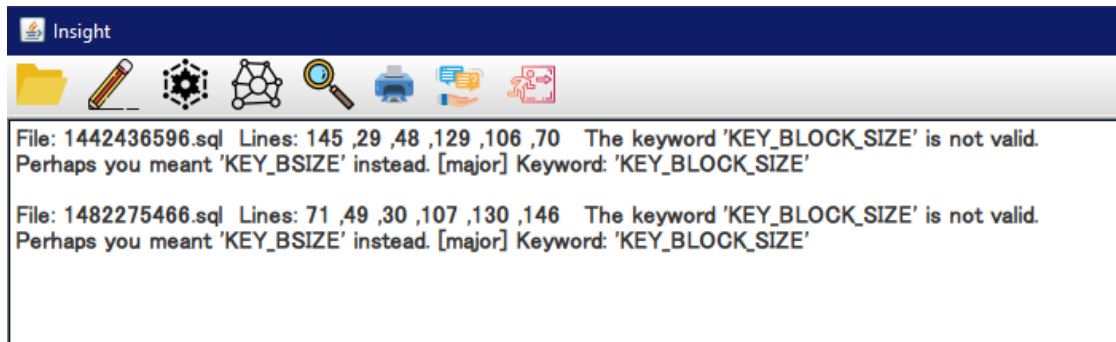 Insight
File: 1442436596.sql Lines: 145 ,29 ,48 ,129 ,106 ,70 The keyword 'KEY_BLOCK_SIZE' is not valid.
Perhaps you meant 'KEY_BSIZE' instead. [major] Keyword: 'KEY_BLOCK_SIZE'
File: 1482275466.sql Lines: 71 ,49 ,30 ,107 ,130 ,146 The keyword 'KEY_BLOCK_SIZE' is not valid.
Perhaps you meant 'KEY_BSIZE' instead. [major] Keyword: 'KEY_BLOCK_SIZE'